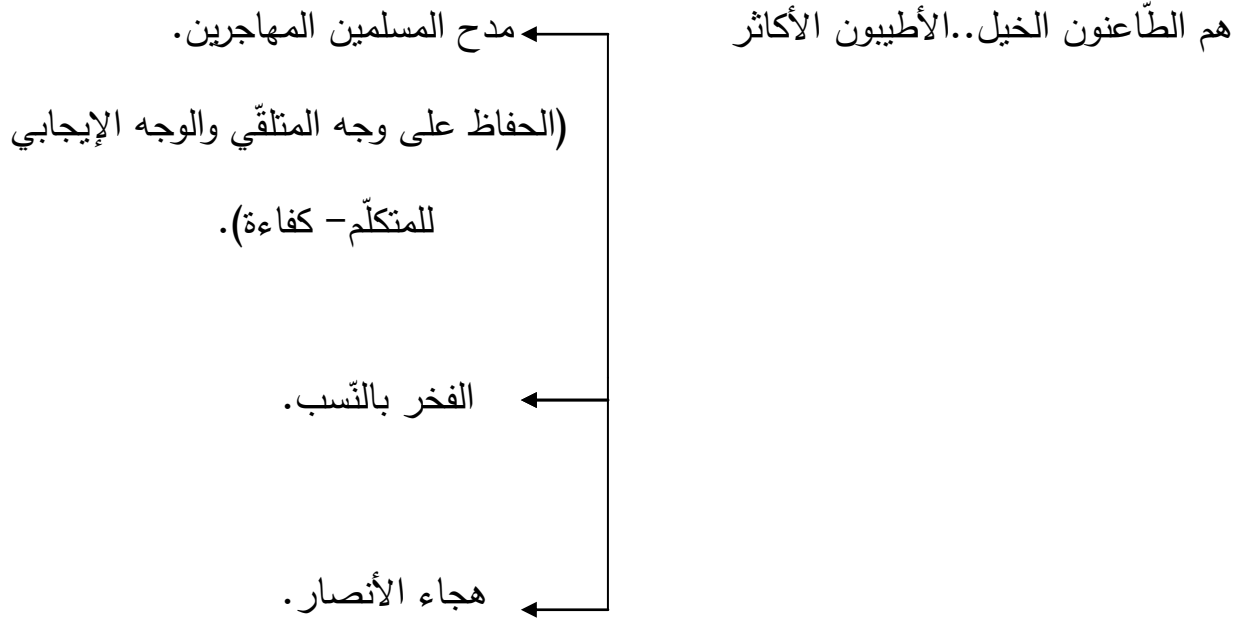 هم الطّاعنون الخيل..الأطيبون الأكاثر
مدح المسلمين المهاجرين.
(الحفاظ على وجه المتلقّي والوجه الإيجابي
للمتكلّم– كفاءة).
الفخر بالنّسب.
هجاء الأنصار.